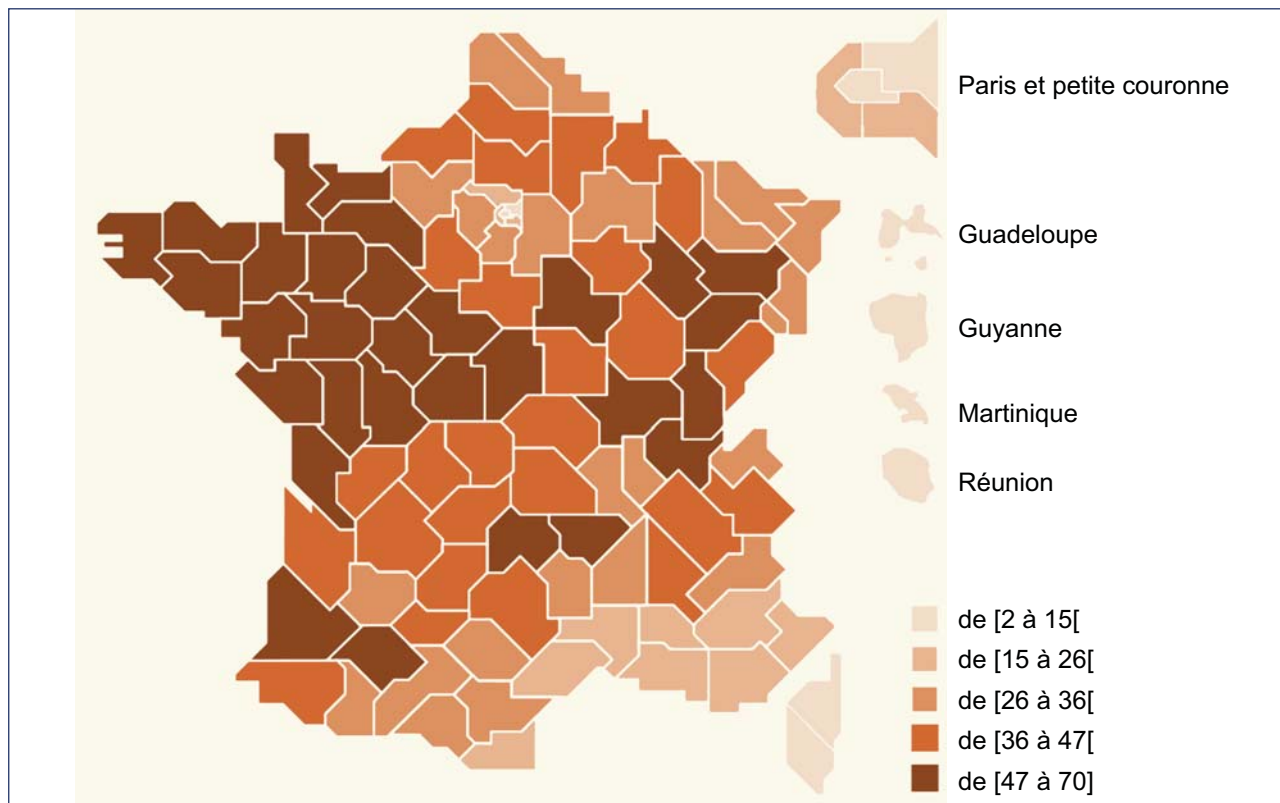 Paris et petite couronne
Guadeloupe
Guyanne
Martinique
Réunion
de [2 à 15[
de [15 à 26[
de [26 à 36[
de [36 à 47[
de [47 à 70]